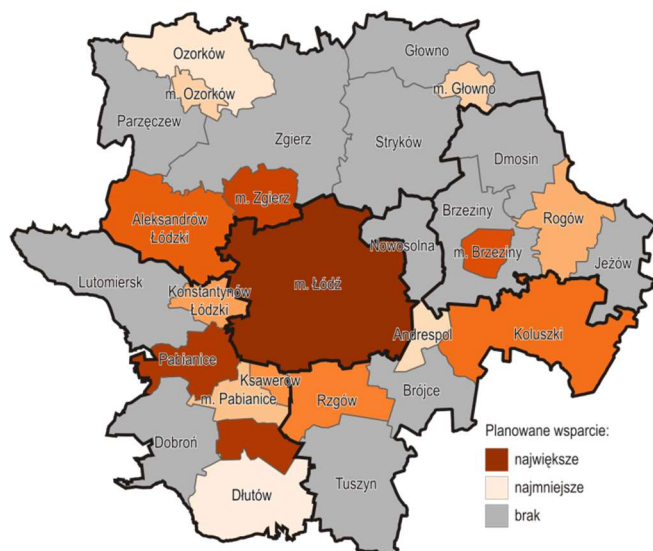 Ozorków
Głowno
m. Ozorków
m. Głowno
Parzęczew
Zgierz
Stryków
Dmosin
m. Zgierz
Aleksandrów
Łódzki
Brzeziny
Rogów
Nowosolna
m. Brzeziny
Jeżów
Lutomiersk
m. Łódź
Konstantynów
Łódzki
Andrespol
Koluszki
Pabianice
Ksawerów
m. Pabianice
Rzgów
Brójce
Dobroń
Dłutów
Tuszyn
Planowane wsparcie:
największe
najmniejsze
brak